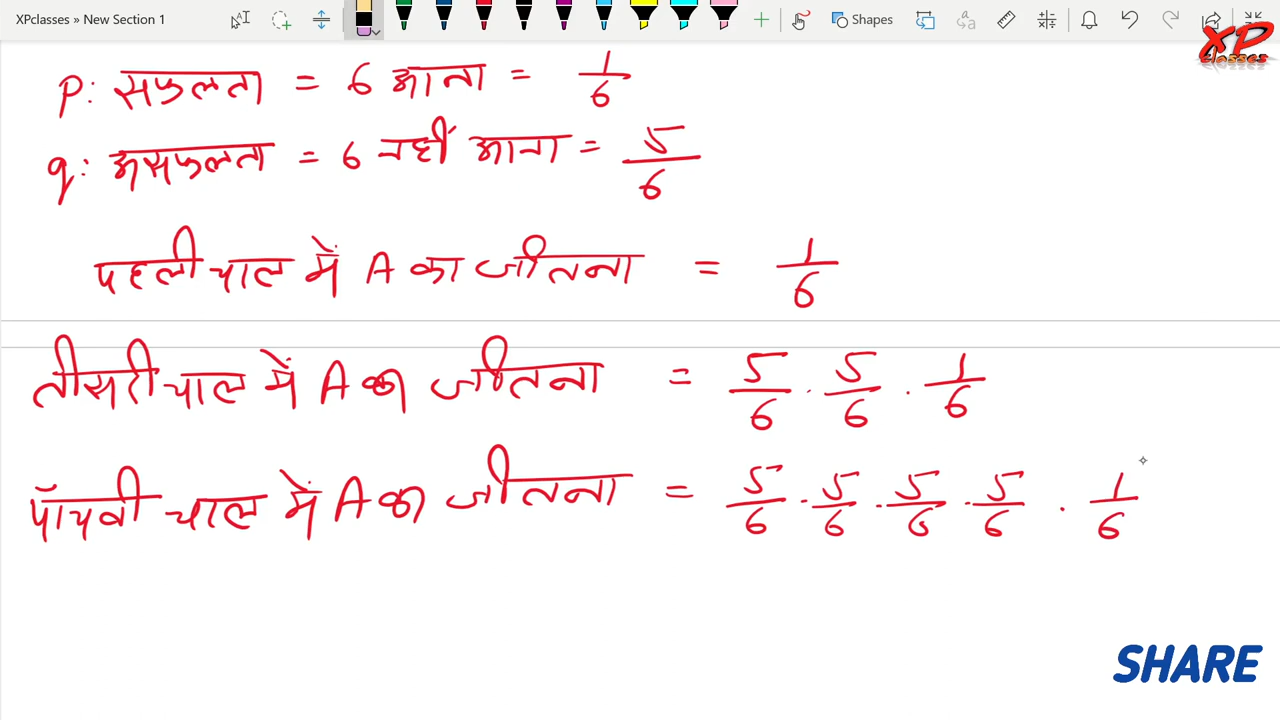 XPclasses » New Section 1
Shapes
XP
classes
p: सफलता = 6 आना = 1/6
q: असफलता = 6 नहीं आना = 5/6
पहली चाल में A का जीतना = 1/6
तीसरी चाल में A का जीतना = 5/6 . 5/6 . 1/6
पाँचवी चाल में A का जीतना = 5/6 . 5/6 . 5/6 . 5/6 . 1/6
SHARE